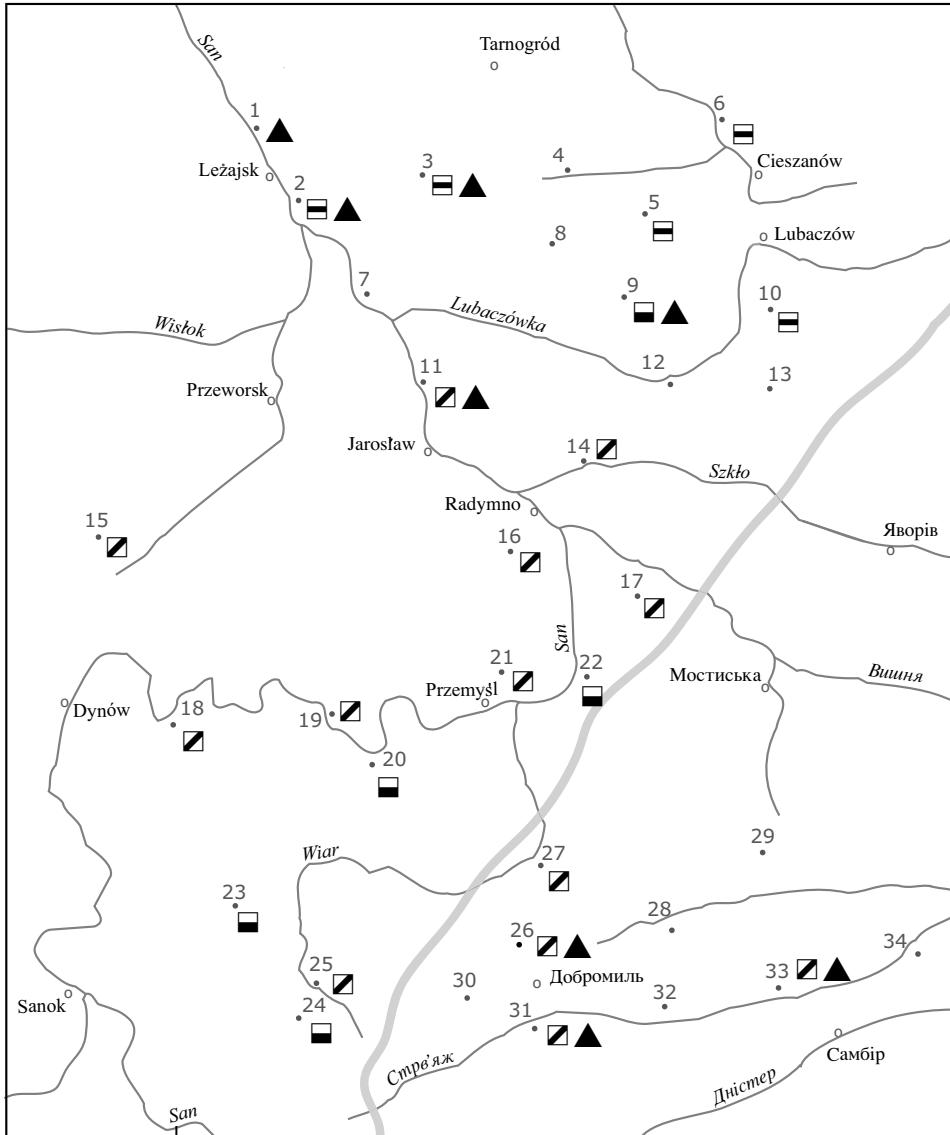 San
Tarnogród
1
6
Leżajsk
3
4
Cieszanów
2
5
8
Lubaczów
7
9
10
Wisłok
Lubaczówka
11
12
13
Przeworsk
Jarosław
14
Szkło
Radymno
15
16
Яворів
17
San
21
22
Przemyśl
Мостиська
Вишня
Dynów
18
19
20
29
Wiar
27
23
28
26
34
25
30
Добромиль
33
Sanok
24
31
32
Стрв’яж
Самбір
Дністер
San